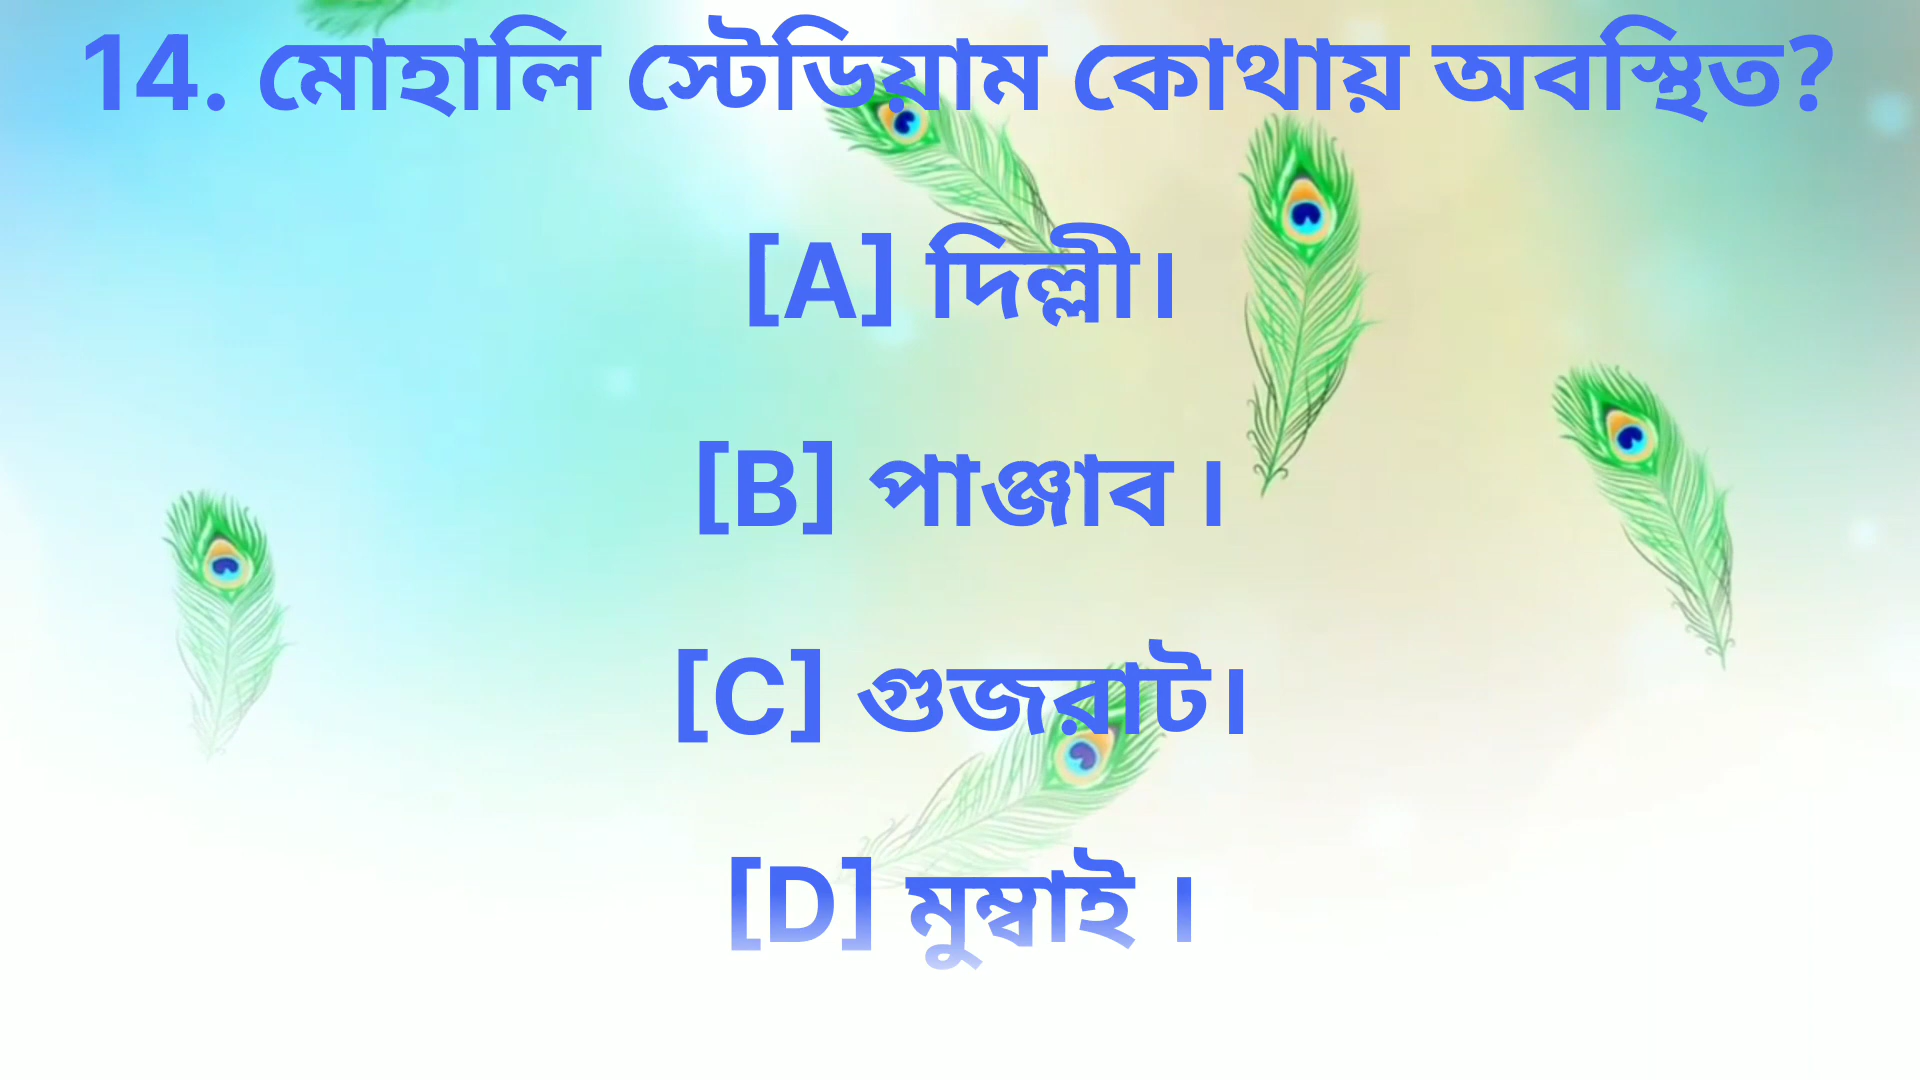 14. মোহালি স্টেডিয়াম কোথায় অবস্থিত?
[A] দিল্লী।
[B] পাঞ্জাব ।
[C] গুজরাট।
[D] মুম্বাই ।